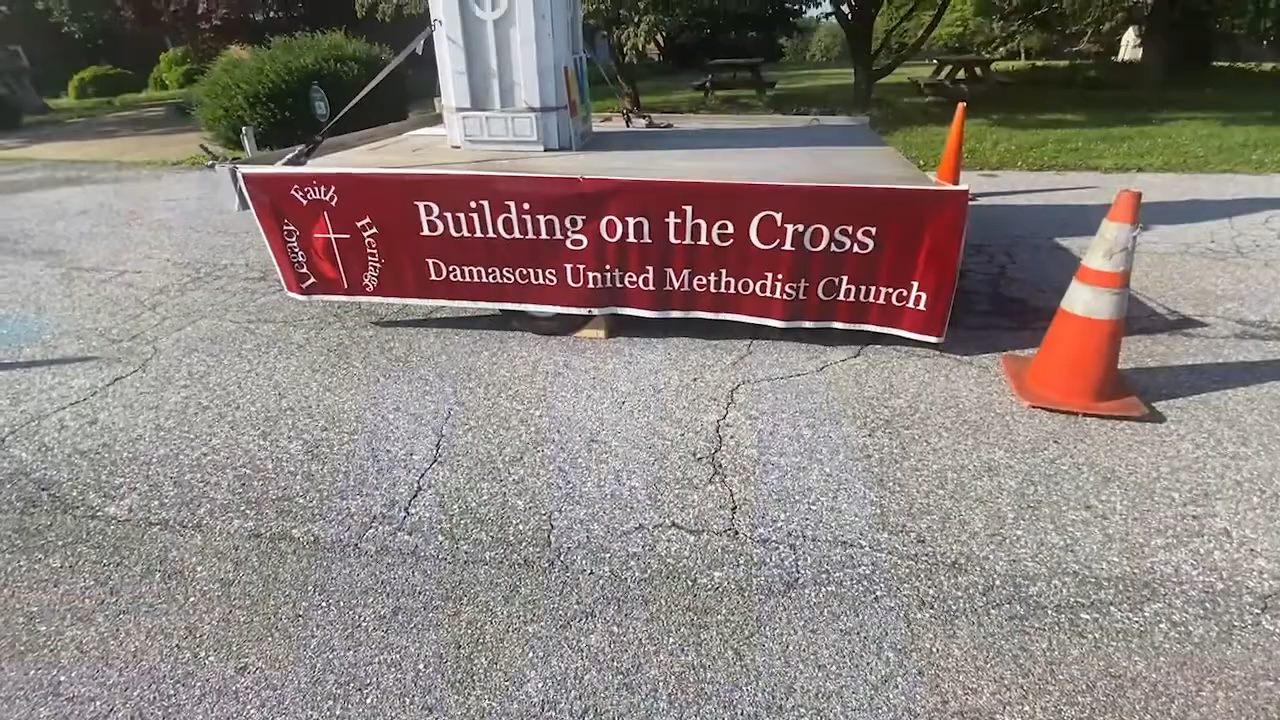 Legacy
Faith
Heritage
Building on the Cross
Damascus United Methodist Church